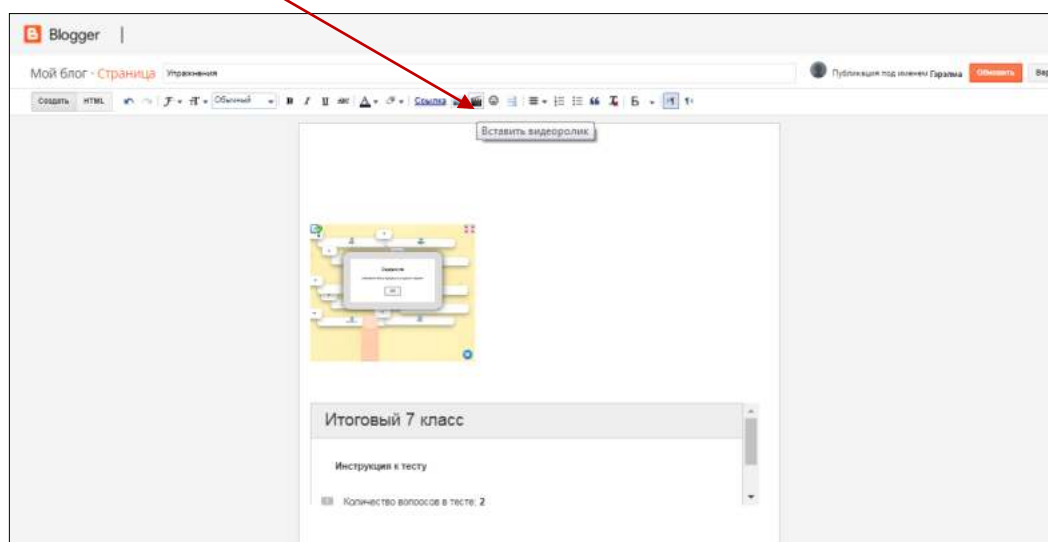 Blogger
Мой блог · Страница Упражнения Публикация под именем Обновить
Создать HTML Обычный B I U ABC A Ссылка Б
Вставить видеоролик
Итоговый 7 класс
Инструкция к тесту
Количество вопросов в тесте: 2